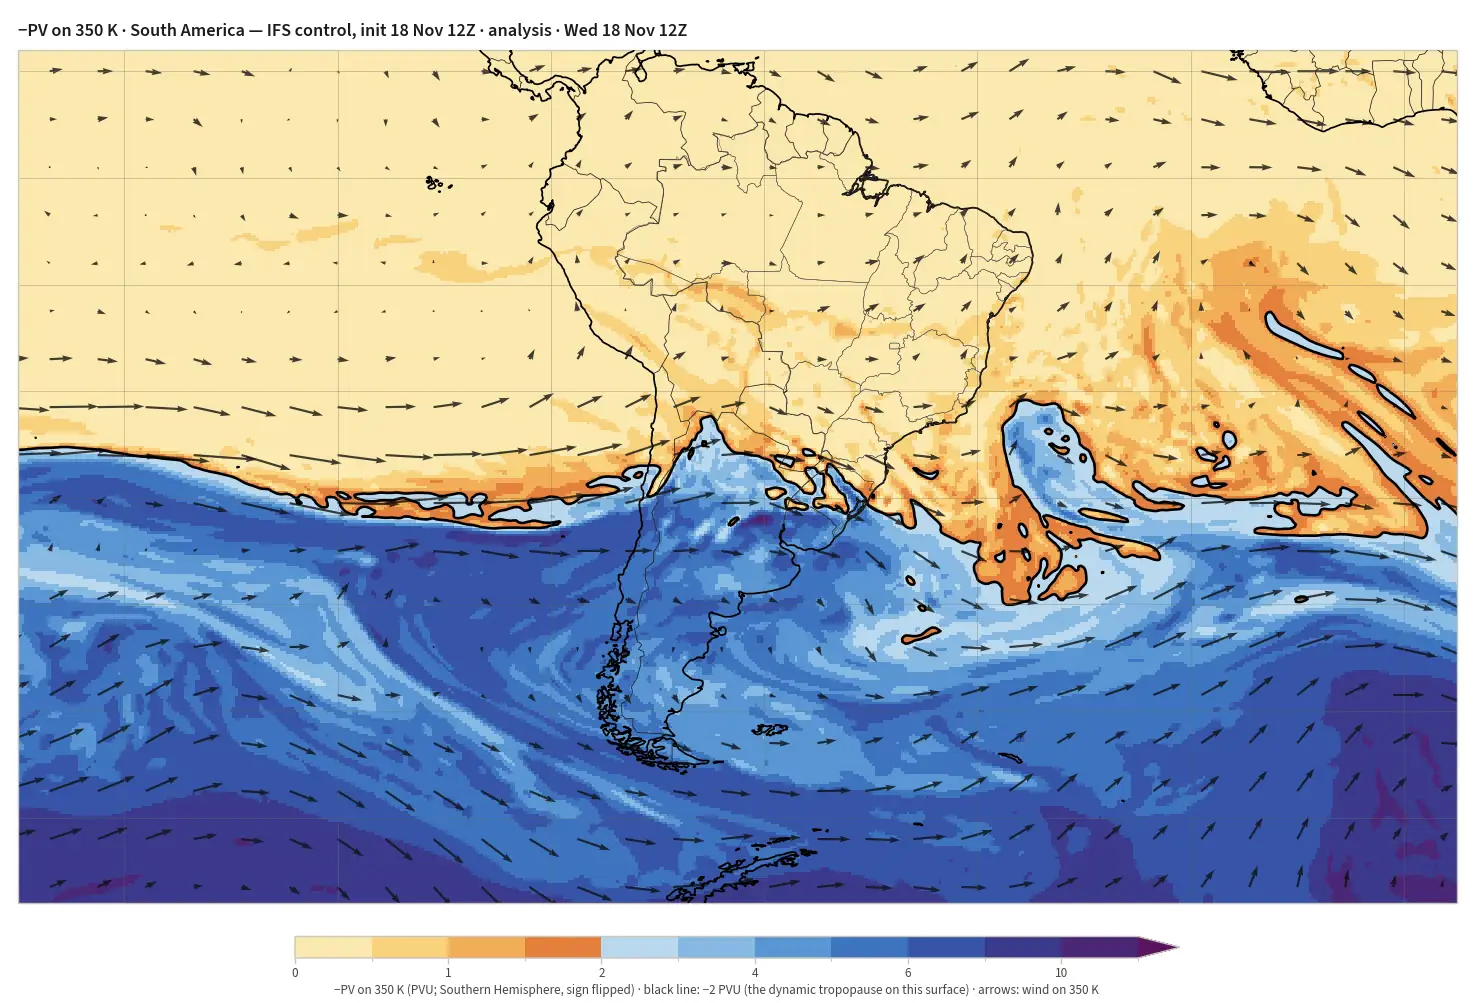 −PV on 350 K · South America — IFS control, init 18 Nov 12Z · analysis · Wed 18 Nov 12Z
0 1 2 4 6 10
−PV on 350 K (PVU; Southern Hemisphere, sign flipped) · black line: −2 PVU (the dynamic tropopause on this surface) · arrows: wind on 350 K